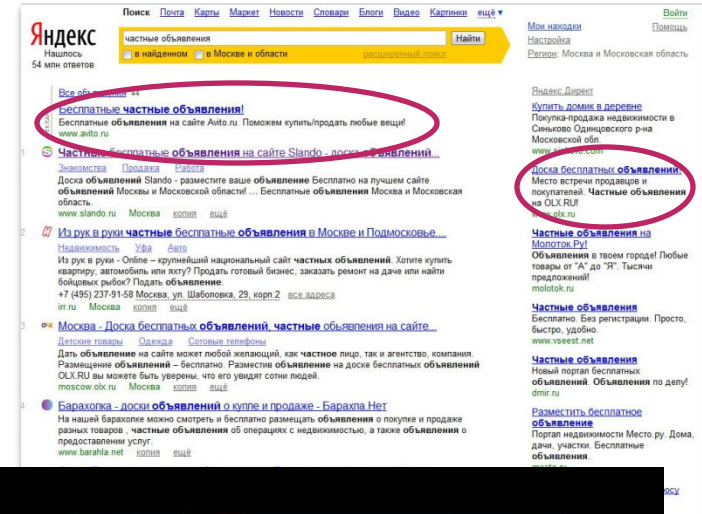 Поиск Почта Карты Маркет Новости Словари Блоги Видео Картинки ещё ▼
Войти
Яндекс
Нашлось
54 млн ответов
частные объявления
Найти
в найденном в Москве и области расширенный поиск
Мои находки Помощь
Настройка
Регион: Москва и Московская область
Все объявления 44
Бесплатные частные объявления!
Бесплатные объявления на сайте Avito.ru. Поможем купить/продать любые вещи!
www.avito.ru
1 Частные бесплатные объявления на сайте Slando - доска объявлений...
Знакомства Продажа Работа
Доска объявлений Slando - разместите ваше объявление Бесплатно на лучшем сайте
объявлений Москвы и Московской области! ... Бесплатные объявления Москва и Московская
область.
www.slando.ru Москва копия ещё
2 Из рук в руки частные бесплатные объявления в Москве и Подмосковье....
Недвижимость Уфа Авто
Из рук в руки - Online – крупнейший национальный сайт частных объявлений. Хотите купить
квартиру, автомобиль или яхту? Продать готовый бизнес, заказать ремонт на даче или найти
бойцовых рыбок? Подать объявление.
+7 (495) 237-91-58 Москва, ул. Шаболовка, 29, корп.2 все адреса
irr.ru Москва копия ещё
3 Москва - Доска бесплатных объявлений, частные объявления на сайте...
Детские товары Одежда Сотовые телефоны
Дать объявление на сайте может любой желающий, как частное лицо, так и агентство, компания.
Размещение объявлений – бесплатно. Разместив объявление на доске бесплатных объявлений
OLX.RU вы можете быть уверены, что его увидят сотни людей.
moscow.olx.ru Москва копия ещё
4 Барахолка - доски объявлений о купле и продаже - Барахла.Нет
На нашей барахолке можно смотреть и бесплатно размещать объявления о покупке и продаже
разных товаров , частные объявления об операциях с недвижимостью, а также объявления о
предоставлении услуг.
www.barahla.net копия ещё
Яндекс Директ
Купить домик в деревне
Покупка-продажа недвижимости в
Синьково Одинцовского р-на
Московской обл.
Доска бесплатных объявлений!
Место встречи продавцов и
покупателей. Частные объявления
на OLX.RU!
www.olx.ru
Частные объявления на
Молоток.Ру!
Объявления в твоем городе! Любые
товары от "А" до "Я". Тысячи
предложений!
molotok.ru
Частные объявления
Бесплатно. Без регистрации. Просто,
быстро, удобно.
www.vseest.net
Частные объявления
Новый портал бесплатных
объявлений. Объявления по делу!
dmir.ru
Разместить бесплатное
объявление
Портал недвижимости Место.ру. Дома,
дачи, участки. Бесплатные
объявления.